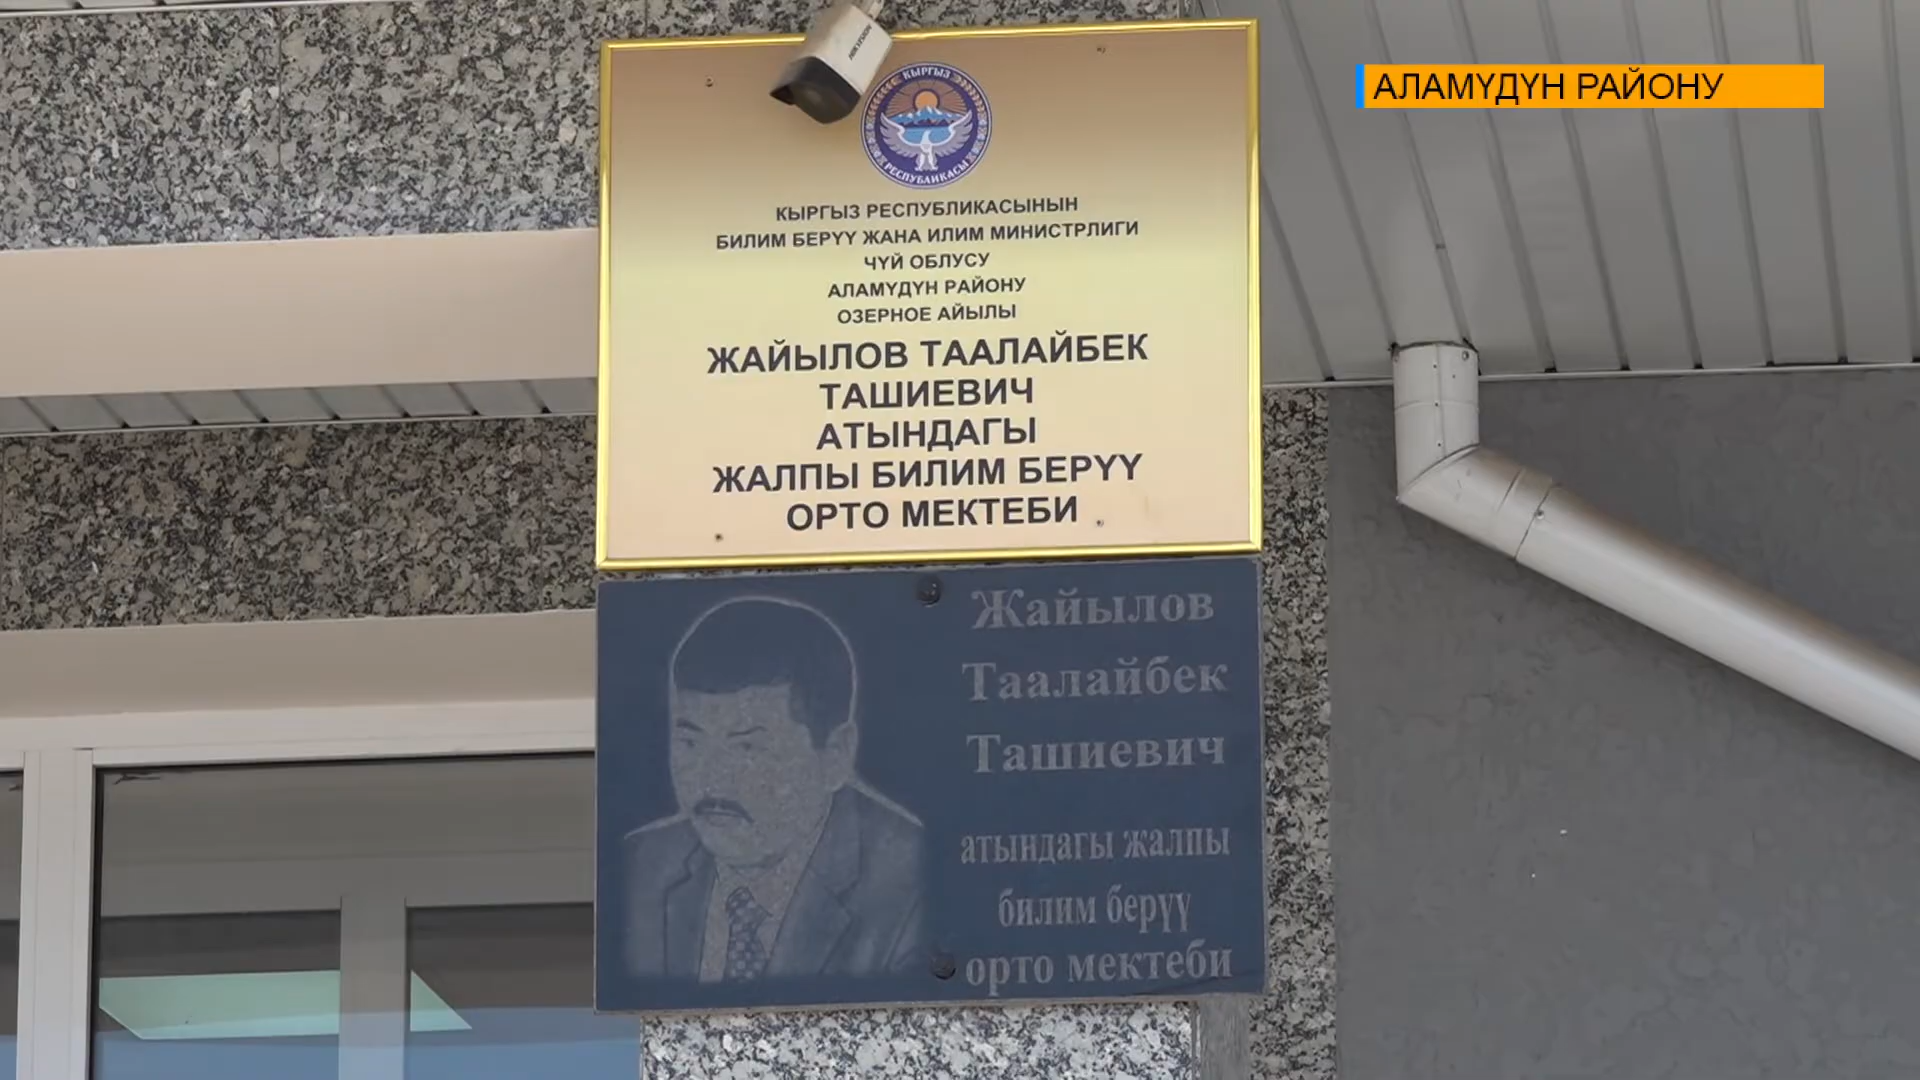 АЛАМҮДҮН РАЙОНУ
HIKVISION
КЫРГЫЗ
РЕСПУБЛИКАСЫ
КЫРГЫЗ РЕСПУБЛИКАСЫНЫН
БИЛИМ БЕРҮҮ ЖАНА ИЛИМ МИНИСТРЛИГИ
ЧҮЙ ОБЛУСУ
АЛАМҮДҮН РАЙОНУ
ОЗЕРНОЕ АЙЫЛЫ
ЖАЙЫЛОВ ТААЛАЙБЕК
ТАШИЕВИЧ
АТЫНДАГЫ
ЖАЛПЫ БИЛИМ БЕРҮҮ
ОРТО МЕКТЕБИ
Жайылов
Таалайбек
Ташиевич
атындагы жалпы
билим берүү
орто мектеби